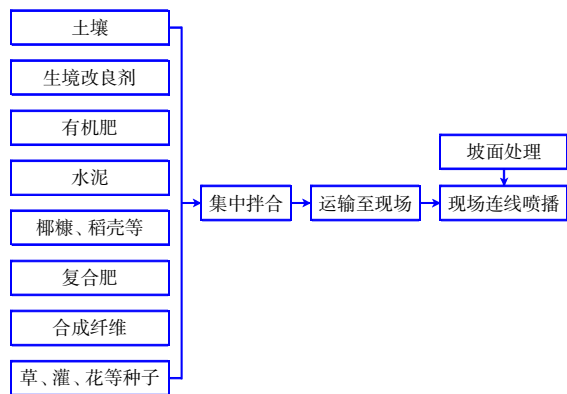 土壤
生境改良剂
有机肥
水泥
椰糠、稻壳等
复合肥
合成纤维
草、灌、花等种子
集中拌合
运输至现场
坡面处理
现场连线喷播